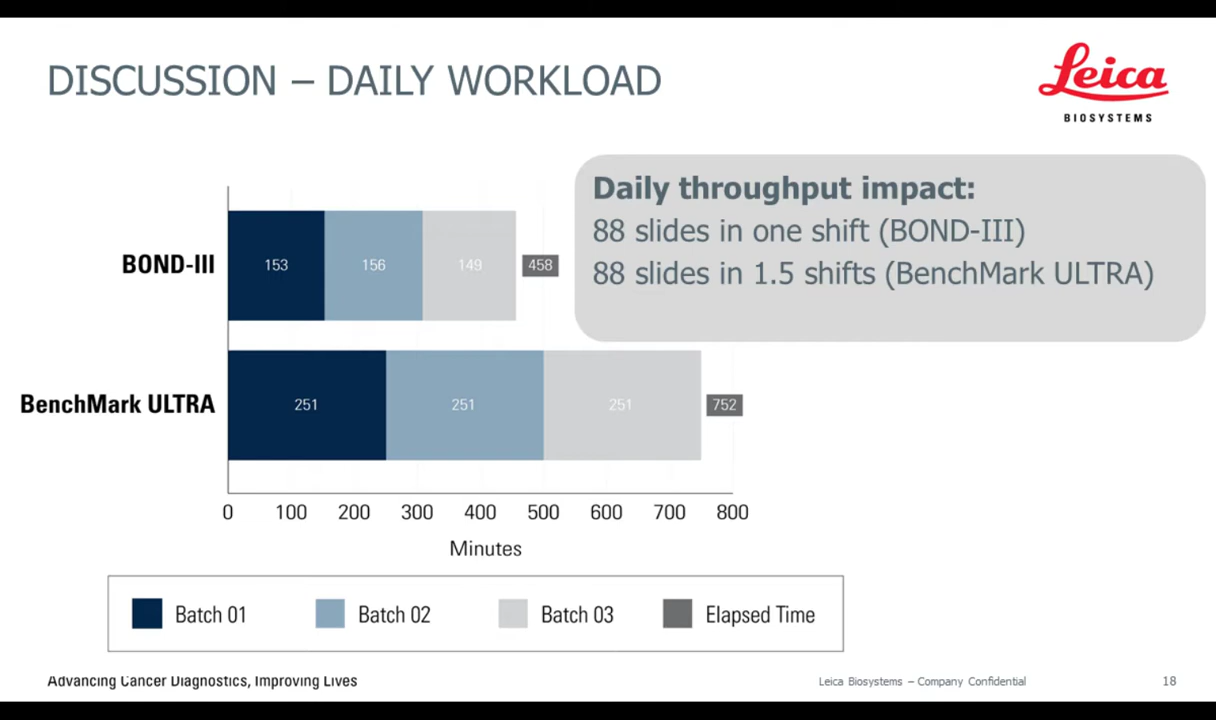 DISCUSSION – DAILY WORKLOAD
Leica
BIOSYSTEMS
Daily throughput impact:
88 slides in one shift (BOND-III)
88 slides in 1.5 shifts (BenchMark ULTRA)
BOND-III
153 156 149 458
BenchMark ULTRA
251 251 251 752
0 100 200 300 400 500 600 700 800
Minutes
Batch 01 Batch 02 Batch 03 Elapsed Time
Advancing Cancer Diagnostics, Improving Lives
Leica Biosystems – Company Confidential
18